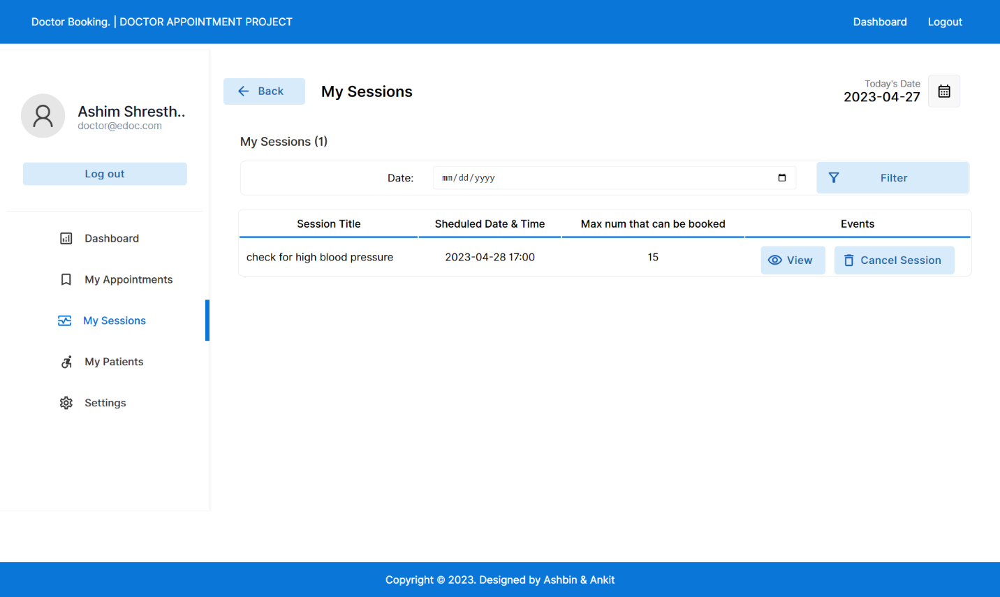 Doctor Booking. | DOCTOR APPOINTMENT PROJECT
Dashboard
Logout
Ashim Shresth..
doctor@edoc.com
Log out
Dashboard
My Appointments
My Sessions
My Patients
Settings
Back
My Sessions
Today's Date
2023-04-27
My Sessions (1)
Date:
mm/dd/yyyy
Filter
Session Title
Sheduled Date & Time
Max num that can be booked
Events
check for high blood pressure
2023-04-28 17:00
15
View
Cancel Session
Copyright © 2023. Designed by Ashbin & Ankit